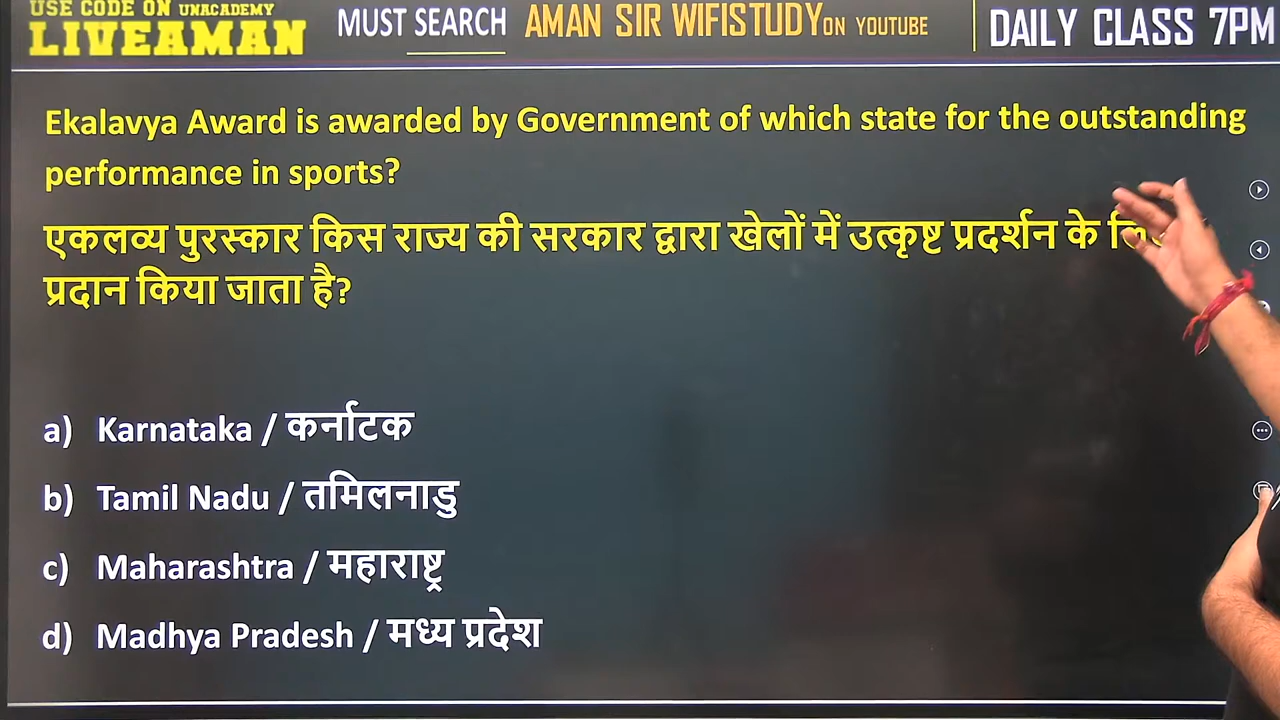 USE CODE ON UNACADEMY
LIVEAMAN
MUST SEARCH AMAN SIR WIFISTUDY ON YOUTUBE
DAILY CLASS 7PM
Ekalavya Award is awarded by Government of which state for the outstanding
performance in sports?
एकलव्य पुरस्कार किस राज्य की सरकार द्वारा खेलों में उत्कृष्ट प्रदर्शन के
प्रदान किया जाता है?
a) Karnataka / कर्नाटक
b) Tamil Nadu / तमिलनाडु
c) Maharashtra / महाराष्ट्र
d) Madhya Pradesh / मध्य प्रदेश